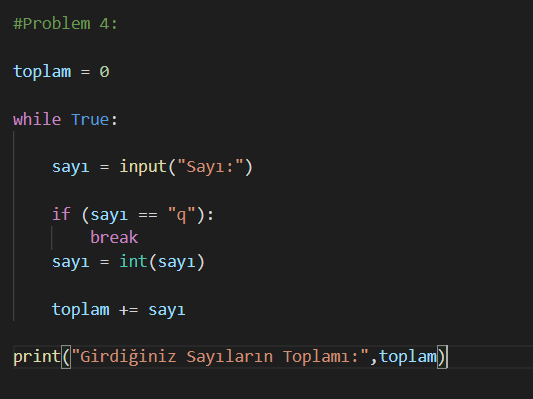 #Problem 4:
toplam = 0
while True:
sayı = input("Sayı:")
if (sayı == "q"):
break
sayı = int(sayı)
toplam += sayı
print("Girdiğiniz Sayıların Toplamı:",toplam)